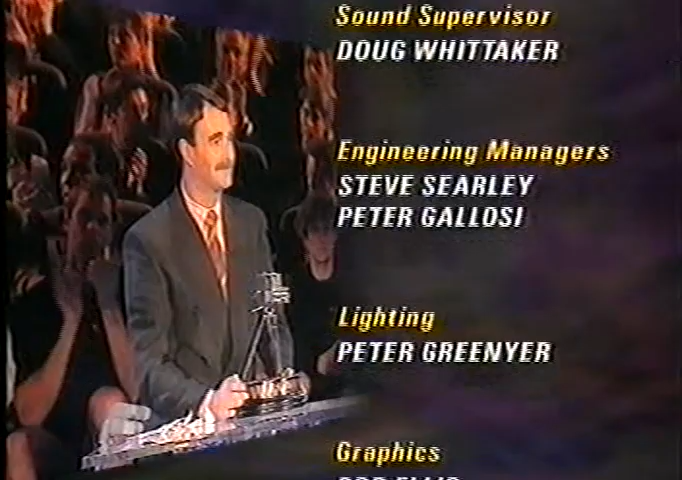 Sound Supervisor
DOUG WHITTAKER
Engineering Managers
STEVE SEARLEY
PETER GALLOSI
Lighting
PETER GREENYER
Graphics